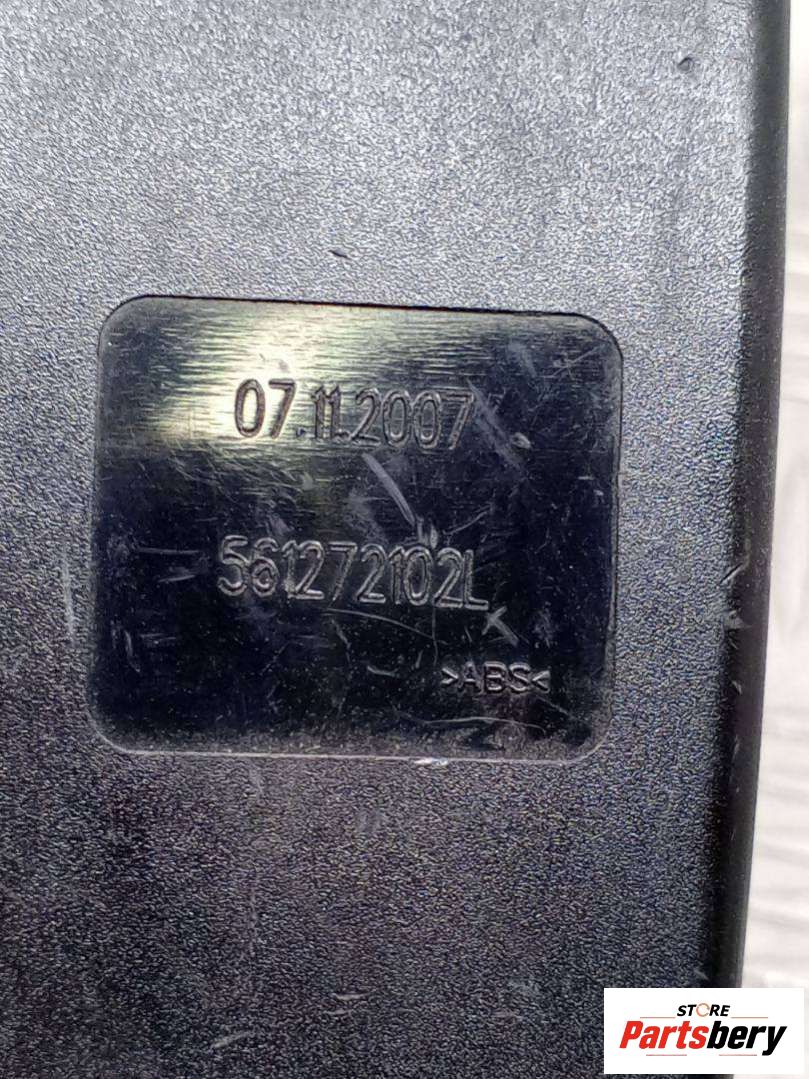 07.11.2007
561272102L
>ABS<
STORE
Partsbery